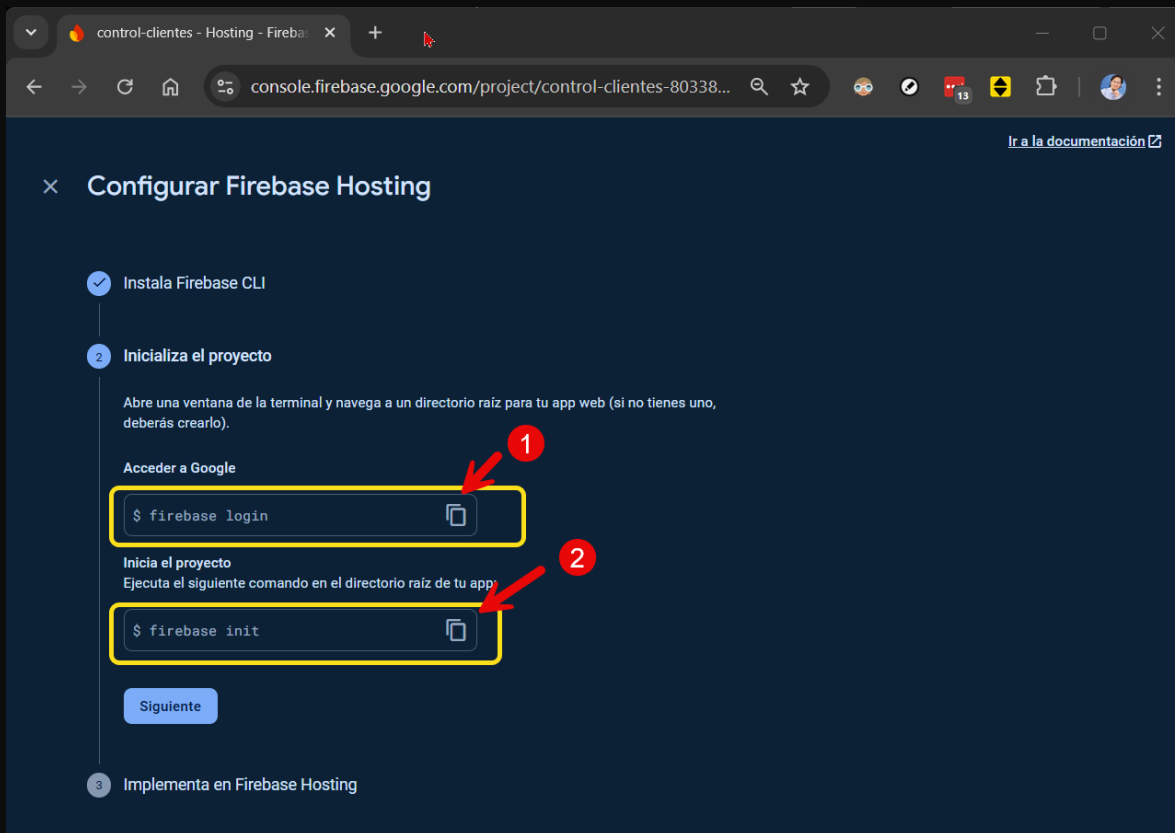 control-clientes - Hosting - Fireba
console.firebase.google.com/project/control-clientes-80338...
13
Ir a la documentación
Configurar Firebase Hosting
Instala Firebase CLI
2 Inicializa el proyecto
Abre una ventana de la terminal y navega a un directorio raíz para tu app web (si no tienes uno,
deberás crearlo).
1
Acceder a Google
$ firebase login
2
Inicia el proyecto
Ejecuta el siguiente comando en el directorio raíz de tu app:
$ firebase init
Siguiente
3 Implementa en Firebase Hosting